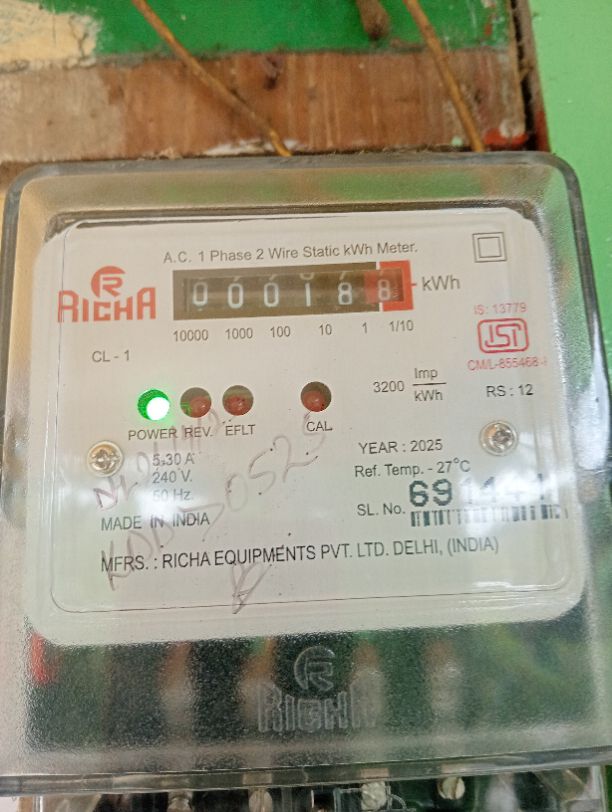 A.C. 1 Phase 2 Wire Static kWh Meter.
RICHA
000188 kWh
10000 1000 100 10 1 1/10
IS: 13779
ISI
CM/L-855468
CL - 1
3200 Imp/kWh
RS : 12
POWER REV. EFLT CAL
5-30 A
YEAR : 2025
240 V.
Ref. Temp. - 27°C
50 Hz.
SL. No.
MADE IN INDIA
MFRS. : RICHA EQUIPMENTS PVT. LTD. DELHI, (INDIA)
RICHA